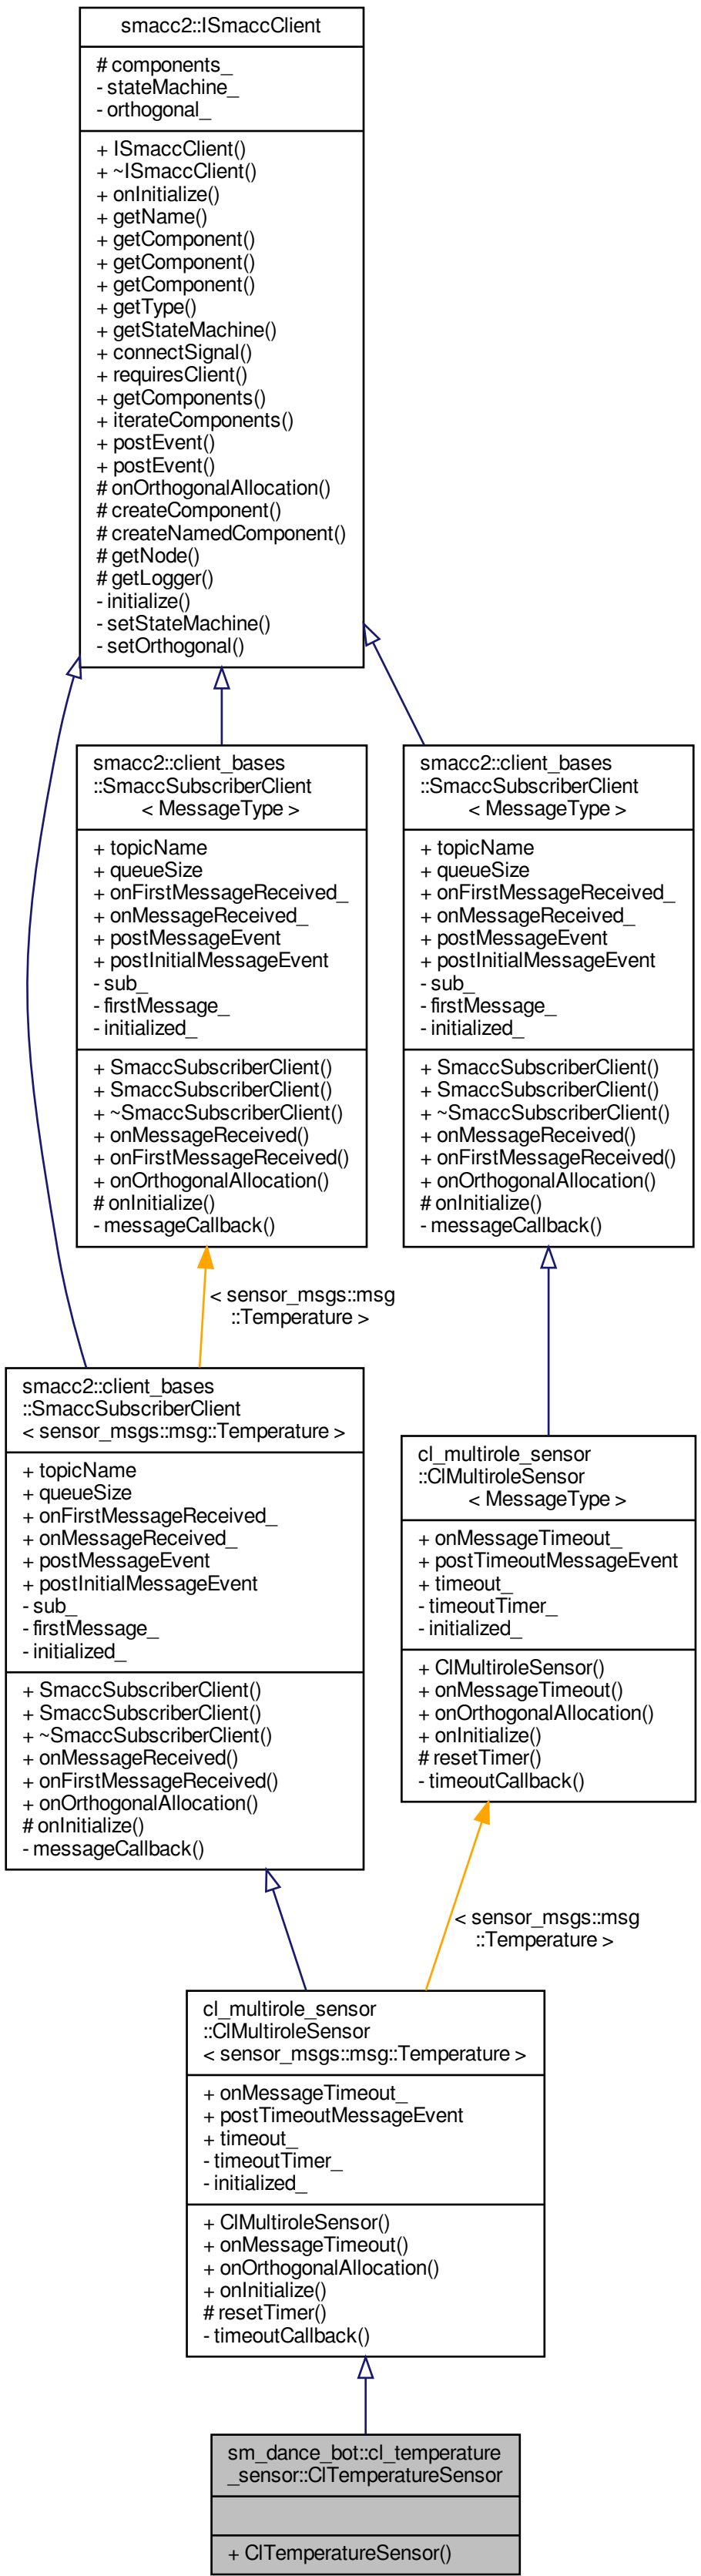 smacc2::ISmaccClient
# components_
- stateMachine_
- orthogonal_
+ ISmaccClient()
+ ~ISmaccClient()
+ onInitialize()
+ getName()
+ getComponent()
+ getComponent()
+ getComponent()
+ getType()
+ getStateMachine()
+ connectSignal()
+ requiresClient()
+ getComponents()
+ iterateComponents()
+ postEvent()
+ postEvent()
# onOrthogonalAllocation()
# createComponent()
# createNamedComponent()
# getNode()
# getLogger()
- initialize()
- setStateMachine()
- setOrthogonal()
smacc2::client_bases
::SmaccSubscriberClient
< MessageType >
+ topicName
+ queueSize
+ onFirstMessageReceived_
+ onMessageReceived_
+ postMessageEvent
+ postInitialMessageEvent
- sub_
- firstMessage_
- initialized_
+ SmaccSubscriberClient()
+ SmaccSubscriberClient()
+ ~SmaccSubscriberClient()
+ onMessageReceived()
+ onFirstMessageReceived()
+ onOrthogonalAllocation()
# onInitialize()
- messageCallback()
smacc2::client_bases
::SmaccSubscriberClient
< MessageType >
+ topicName
+ queueSize
+ onFirstMessageReceived_
+ onMessageReceived_
+ postMessageEvent
+ postInitialMessageEvent
- sub_
- firstMessage_
- initialized_
+ SmaccSubscriberClient()
+ SmaccSubscriberClient()
+ ~SmaccSubscriberClient()
+ onMessageReceived()
+ onFirstMessageReceived()
+ onOrthogonalAllocation()
# onInitialize()
- messageCallback()
< sensor_msgs::msg
::Temperature >
smacc2::client_bases
::SmaccSubscriberClient
< sensor_msgs::msg::Temperature >
+ topicName
+ queueSize
+ onFirstMessageReceived_
+ onMessageReceived_
+ postMessageEvent
+ postInitialMessageEvent
- sub_
- firstMessage_
- initialized_
+ SmaccSubscriberClient()
+ SmaccSubscriberClient()
+ ~SmaccSubscriberClient()
+ onMessageReceived()
+ onFirstMessageReceived()
+ onOrthogonalAllocation()
# onInitialize()
- messageCallback()
cl_multirole_sensor
::ClMultiroleSensor
< MessageType >
+ onMessageTimeout_
+ postTimeoutMessageEvent
+ timeout_
- timeoutTimer_
- initialized_
+ ClMultiroleSensor()
+ onMessageTimeout()
+ onOrthogonalAllocation()
+ onInitialize()
# resetTimer()
- timeoutCallback()
< sensor_msgs::msg
::Temperature >
cl_multirole_sensor
::ClMultiroleSensor
< sensor_msgs::msg::Temperature >
+ onMessageTimeout_
+ postTimeoutMessageEvent
+ timeout_
- timeoutTimer_
- initialized_
+ ClMultiroleSensor()
+ onMessageTimeout()
+ onOrthogonalAllocation()
+ onInitialize()
# resetTimer()
- timeoutCallback()
sm_dance_bot::cl_temperature
_sensor::ClTemperatureSensor
+ ClTemperatureSensor()